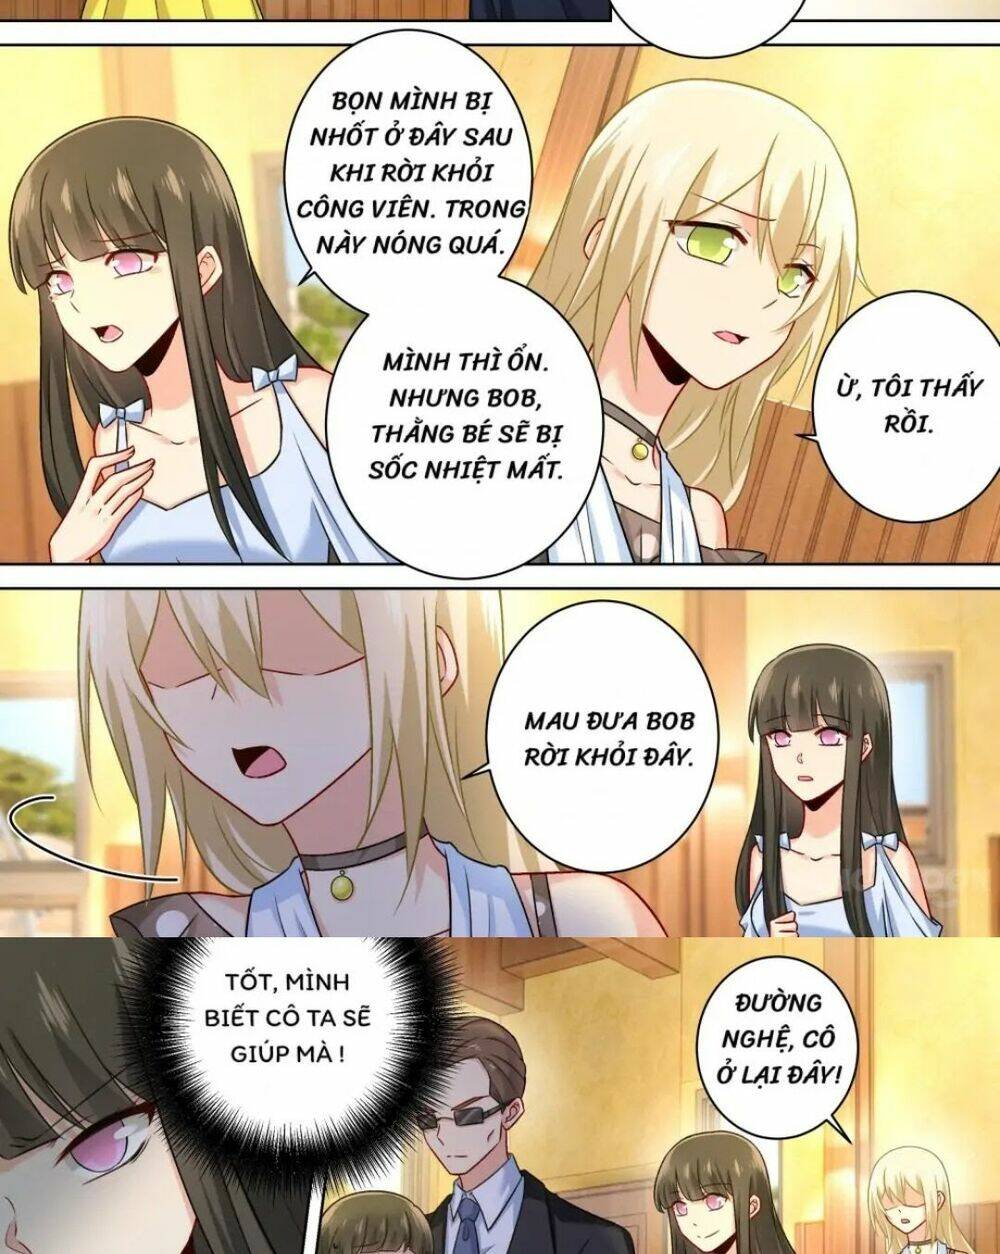 BỌN MÌNH BỊ
NHỐT Ở ĐÂY SAU
KHI RỜI KHỎI
CÔNG VIÊN. TRONG
NÀY NÓNG QUÁ.
MÌNH THÌ ỔN.
NHƯNG BOB,
THẰNG BÉ SẼ BỊ
SỐC NHIỆT MẤT.
Ừ, TÔI THẤY
RỒI.
MAU ĐƯA BOB
RỜI KHỎI ĐÂY.
TỐT, MÌNH
BIẾT CÔ TA SẼ
GIÚP MÀ !
ĐƯỜNG
NGHỆ, CÔ
Ở LẠI ĐÂY!